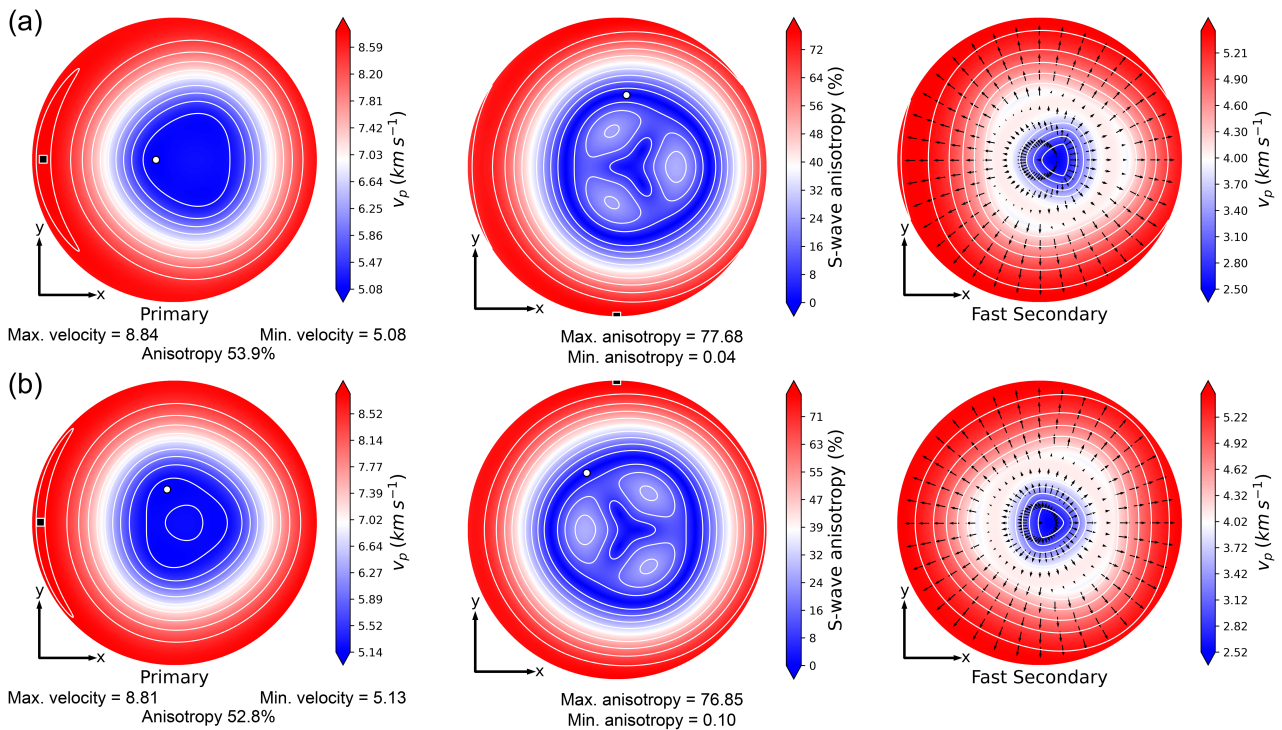 (a)
8.59
8.20
7.81
7.42
7.03
6.64
6.25
5.86
5.47
5.08
v_p (km s⁻¹)
y
x
Primary
Max. velocity = 8.84
Min. velocity = 5.08
Anisotropy 53.9%
72
64
56
48
40
32
24
16
8
0
S-wave anisotropy (%)
y
x
Max. anisotropy = 77.68
Min. anisotropy = 0.04
5.21
4.90
4.60
4.30
4.00
3.70
3.40
3.10
2.80
2.50
v_p (km s⁻¹)
y
x
Fast Secondary
(b)
8.52
8.14
7.77
7.39
7.02
6.64
6.27
5.89
5.52
5.14
v_p (km s⁻¹)
y
x
Primary
Max. velocity = 8.81
Min. velocity = 5.13
Anisotropy 52.8%
71
63
55
47
39
32
24
16
8
0
S-wave anisotropy (%)
y
x
Max. anisotropy = 76.85
Min. anisotropy = 0.10
5.22
4.92
4.62
4.32
4.02
3.72
3.42
3.12
2.82
2.52
v_p (km s⁻¹)
y
x
Fast Secondary